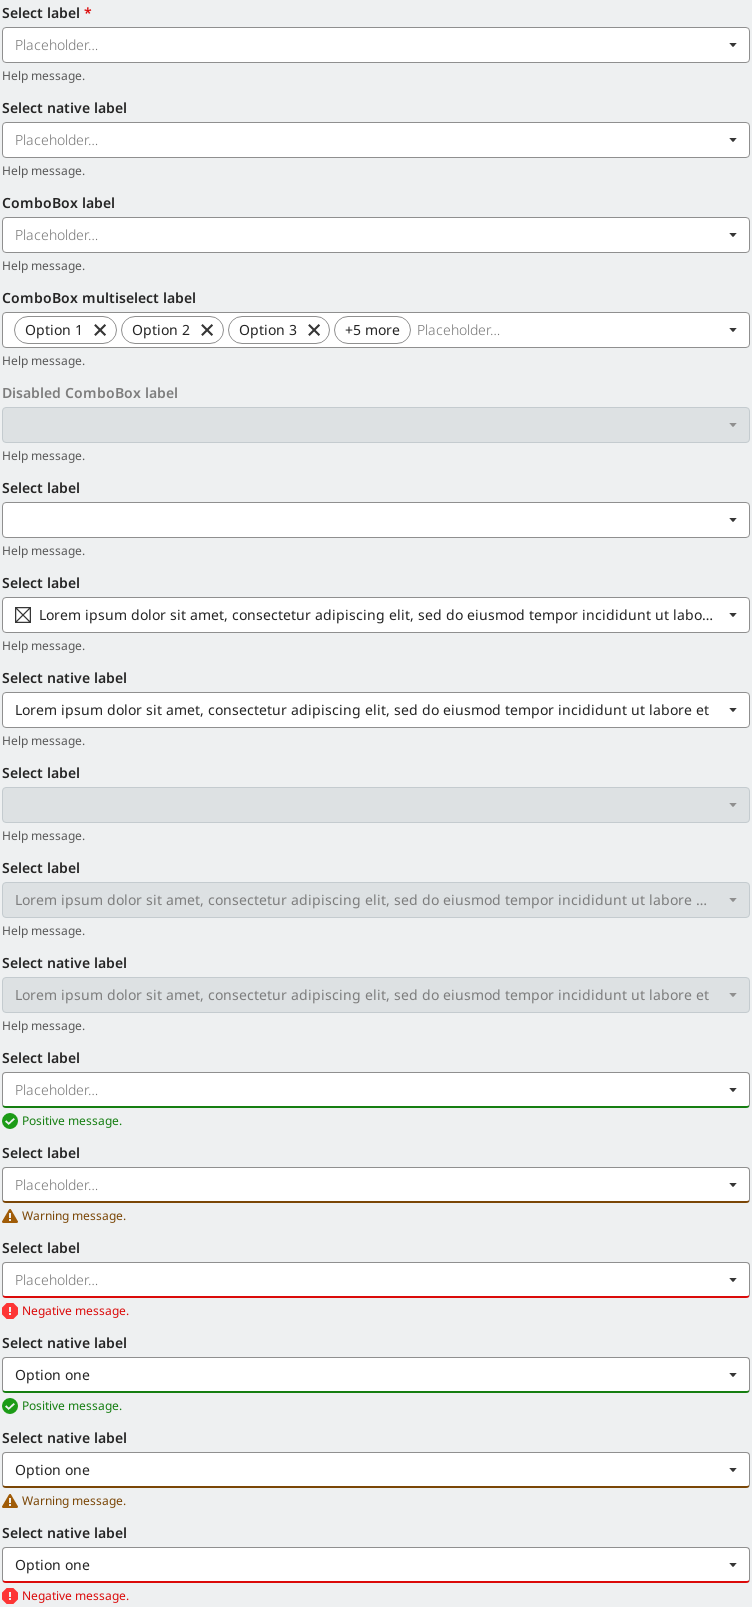 Select label *
Placeholder...
Help message.
Select native label
Placeholder...
Help message.
ComboBox label
Placeholder...
Help message.
ComboBox multiselect label
Option 1 Option 2 Option 3 +5 more Placeholder...
Help message.
Disabled ComboBox label
Help message.
Select label
Help message.
Select label
Lorem ipsum dolor sit amet, consectetur adipiscing elit, sed do eiusmod tempor incididunt ut labo...
Help message.
Select native label
Lorem ipsum dolor sit amet, consectetur adipiscing elit, sed do eiusmod tempor incididunt ut labore et
Help message.
Select label
Help message.
Select label
Lorem ipsum dolor sit amet, consectetur adipiscing elit, sed do eiusmod tempor incididunt ut labore ...
Help message.
Select native label
Lorem ipsum dolor sit amet, consectetur adipiscing elit, sed do eiusmod tempor incididunt ut labore et
Help message.
Select label
Placeholder...
Positive message.
Select label
Placeholder...
Warning message.
Select label
Placeholder...
Negative message.
Select native label
Option one
Positive message.
Select native label
Option one
Warning message.
Select native label
Option one
Negative message.